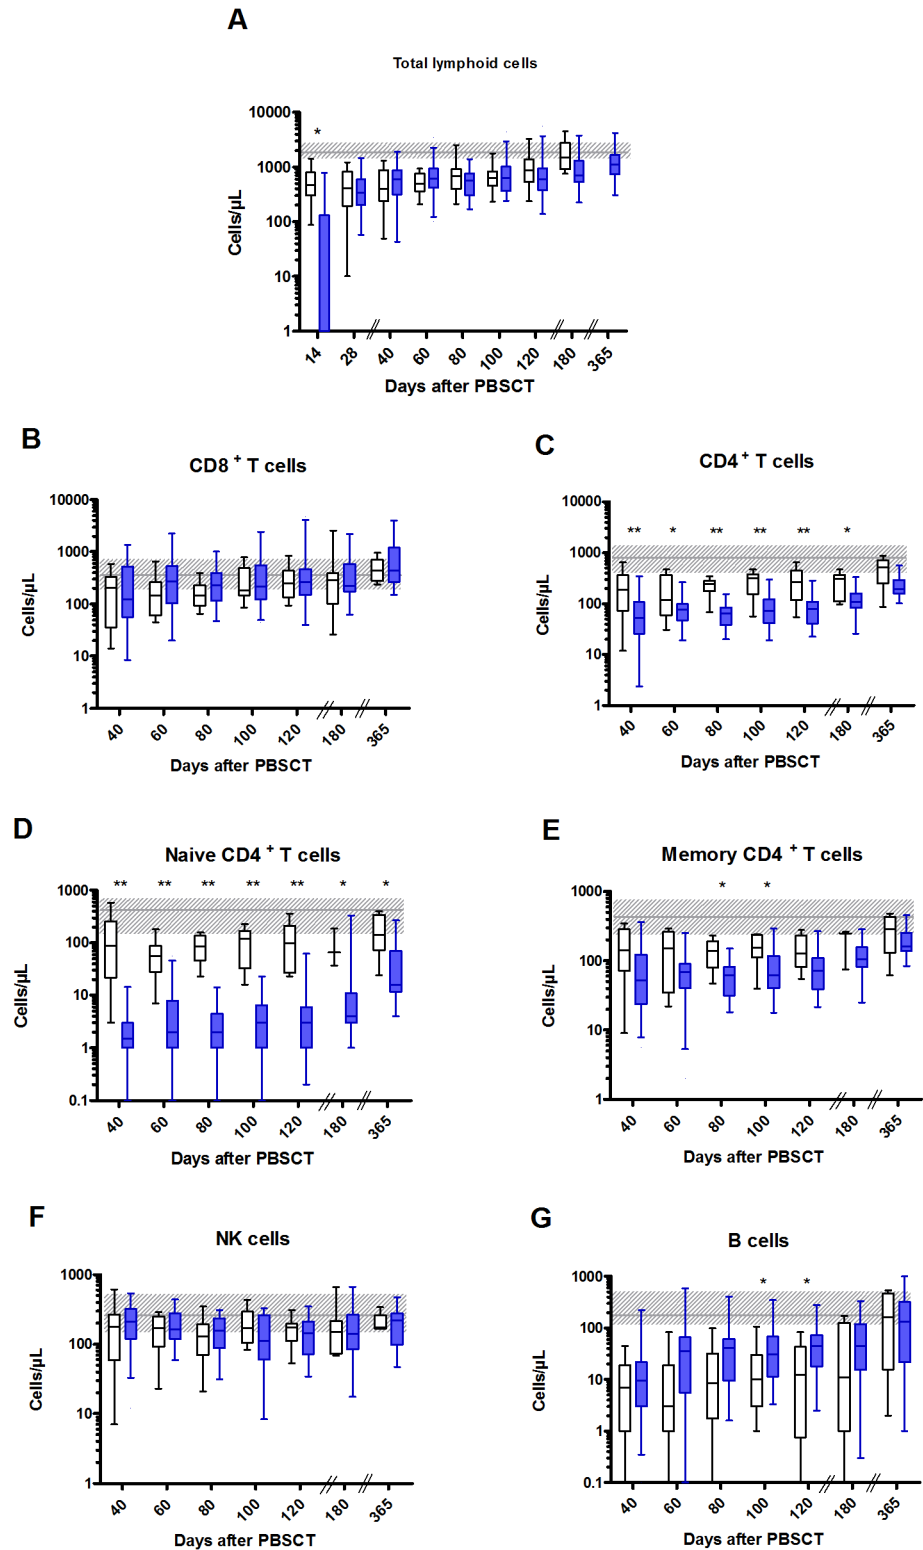 A
Total lymphoid cells
*
10000
1000
100
10
1
Cells/µL
14 28 40 60 80 100 120 180 365
Days after PBSCT
B
CD8 + T cells
10000
1000
100
10
1
Cells/µL
40 60 80 100 120 180 365
Days after PBSCT
C
CD4+ T cells
** * ** ** ** *
10000
1000
100
10
1
Cells/µL
40 60 80 100 120 180 365
Days after PBSCT
D
Naive CD4 + T cells
** ** ** ** ** * *
1000
100
10
1
0.1
Cells/µL
40 60 80 100 120 180 365
Days after PBSCT
E
Memory CD4 + T cells
* *
1000
100
10
1
Cells/µL
40 60 80 100 120 180 365
Days after PBSCT
F
NK cells
1000
100
10
1
Cells/µL
40 60 80 100 120 180 365
Days after PBSCT
G
B cells
* *
1000
100
10
1
0.1
Cells/µL
40 60 80 100 120 180 365
Days after PBSCT